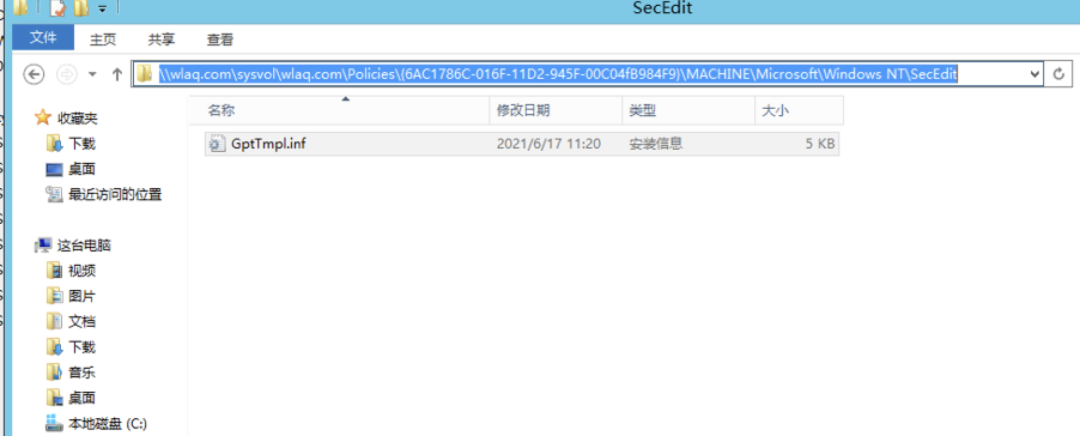 SecEdit
文件 主页 共享 查看
\\wlaq.com\sysvol\wlaq.com\Policies\{6AC1786C-016F-11D2-945F-00C04fB984F9}\MACHINE\Microsoft\Windows NT\SecEdit
名称 修改日期 类型 大小
GptTmpl.inf 2021/6/17 11:20 安装信息 5 KB
收藏夹
下载
桌面
最近访问的位置
这台电脑
视频
图片
文档
下载
音乐
桌面
本地磁盘 (C:)